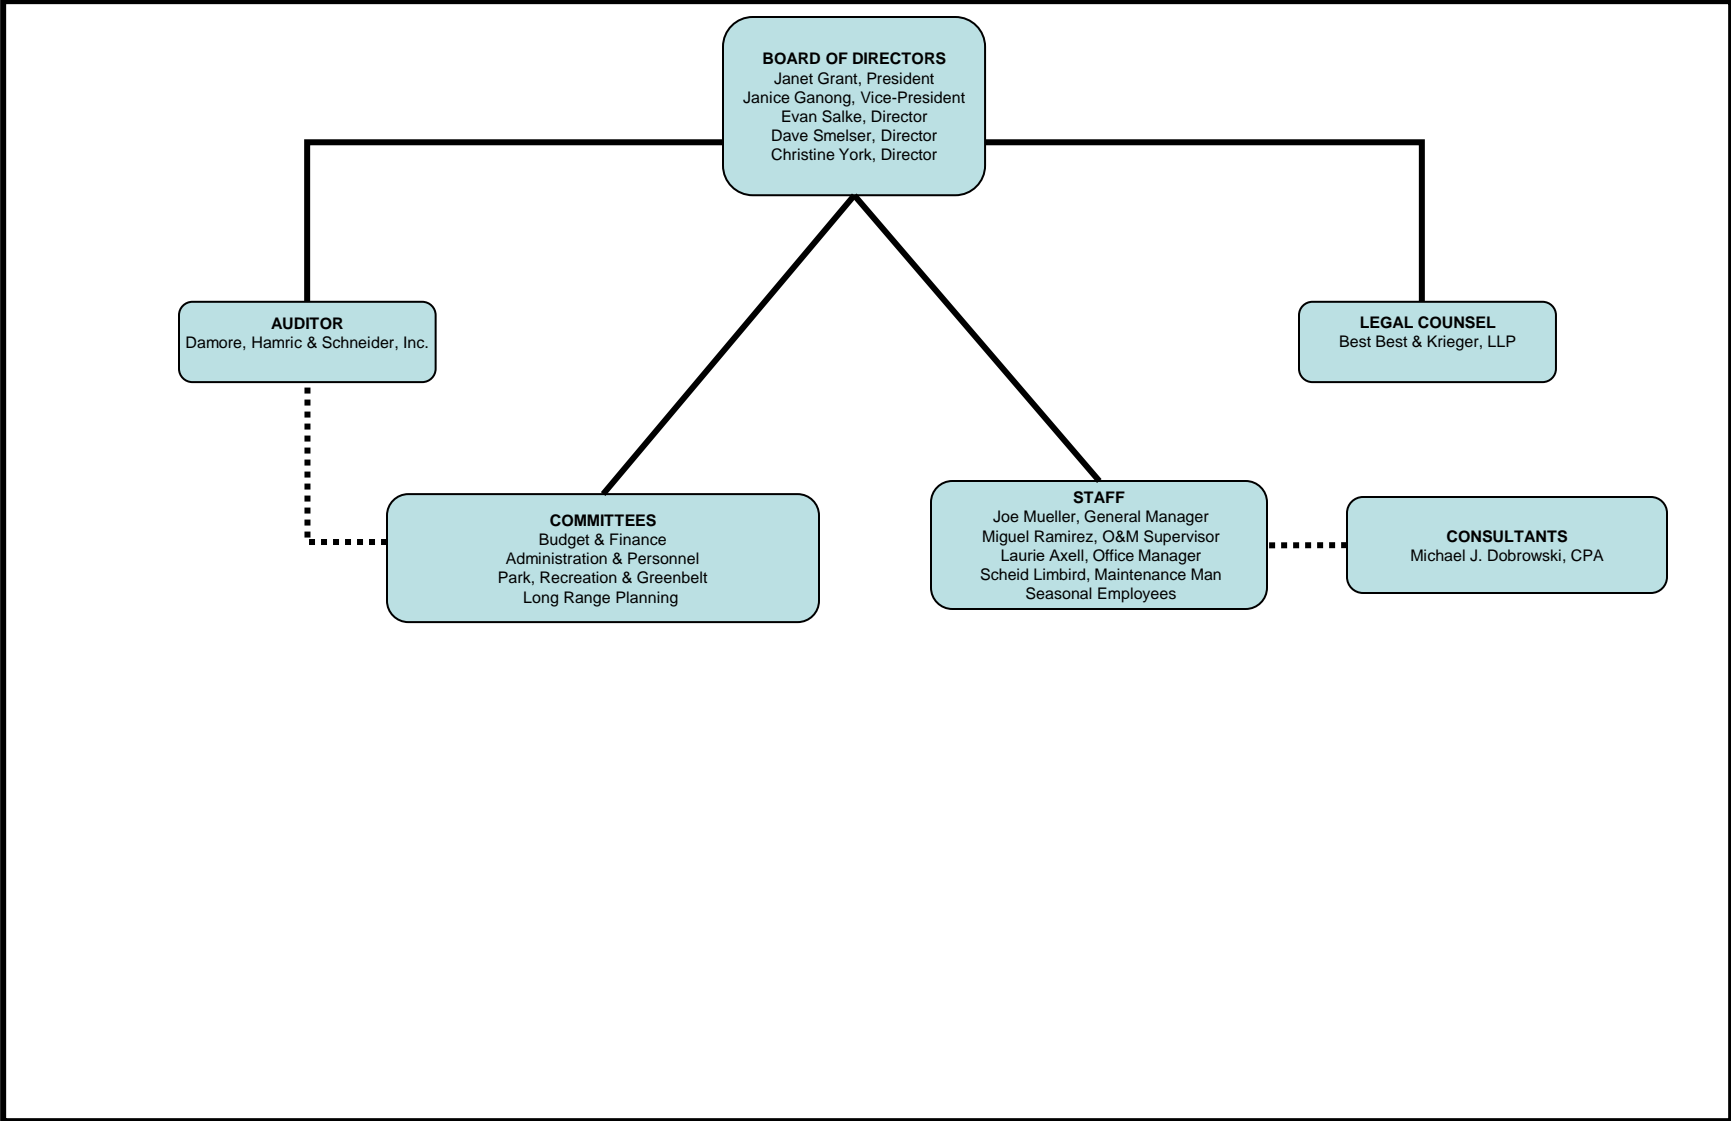 BOARD OF DIRECTORS
Janet Grant, President
Janice Ganong, Vice-President
Evan Salke, Director
Dave Smelser, Director
Christine York, Director
AUDITOR
Damore, Hamric & Schneider, Inc.
LEGAL COUNSEL
Best Best & Krieger, LLP
COMMITTEES
Budget & Finance
Administration & Personnel
Park, Recreation & Greenbelt
Long Range Planning
STAFF
Joe Mueller, General Manager
Miguel Ramirez, O&M Supervisor
Laurie Axell, Office Manager
Scheid Limbird, Maintenance Man
Seasonal Employees
CONSULTANTS
Michael J. Dobrowski, CPA